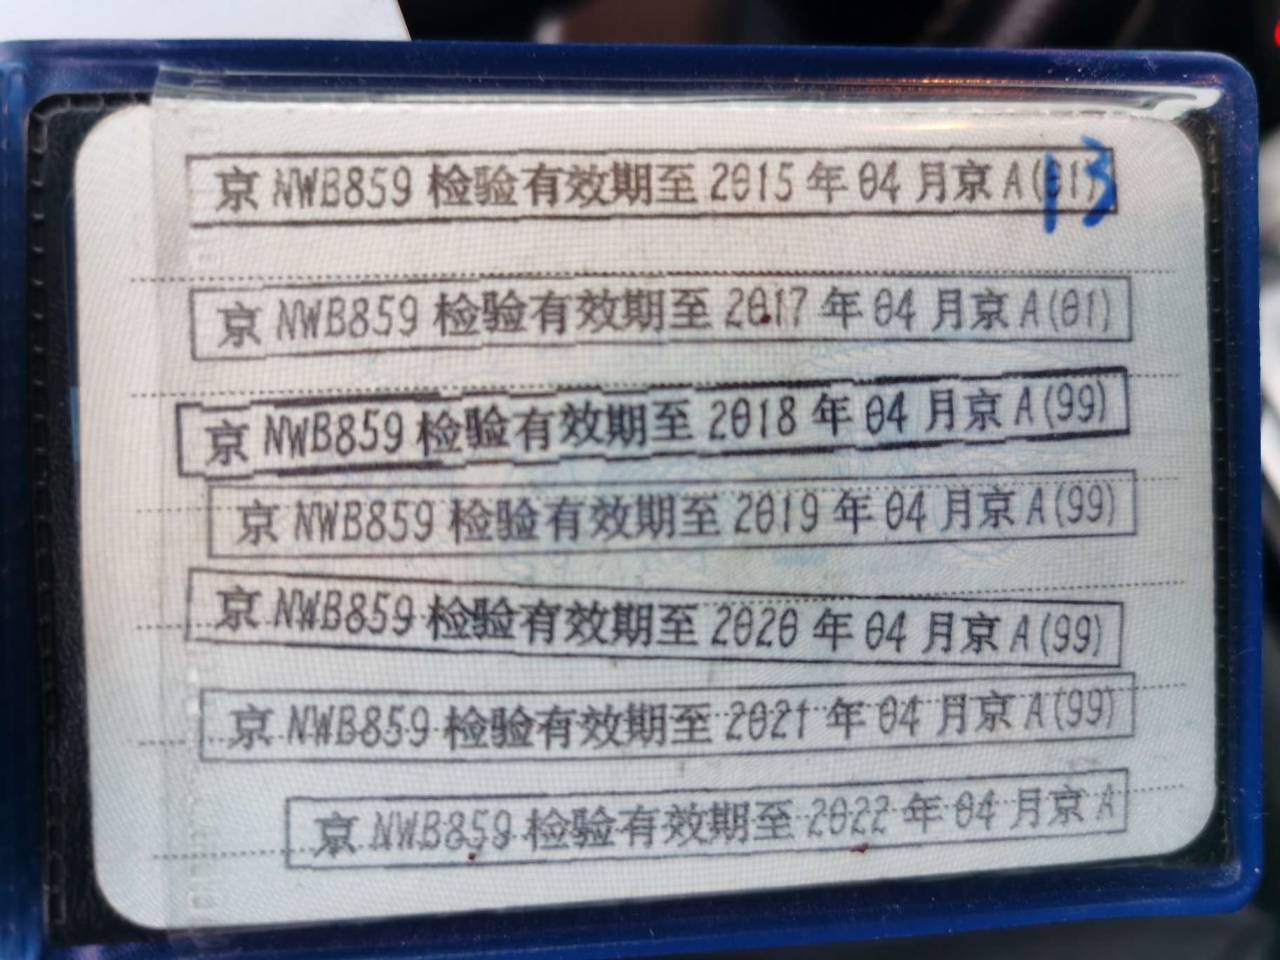 京 NWB859 检验有效期至 2015 年 04 月京 A(01)
13
京 NWB859 检验有效期至 2017 年 04 月京 A(01)
京 NWB859 检验有效期至 2018 年 04 月京 A(99)
京 NWB859 检验有效期至 2019 年 04 月京 A(99)
京 NWB859 检验有效期至 2020 年 04 月京 A(99)
京 NWB859 检验有效期至 2021 年 04 月京 A(99)
京 NWB859 检验有效期至 2022 年 04 月京 A